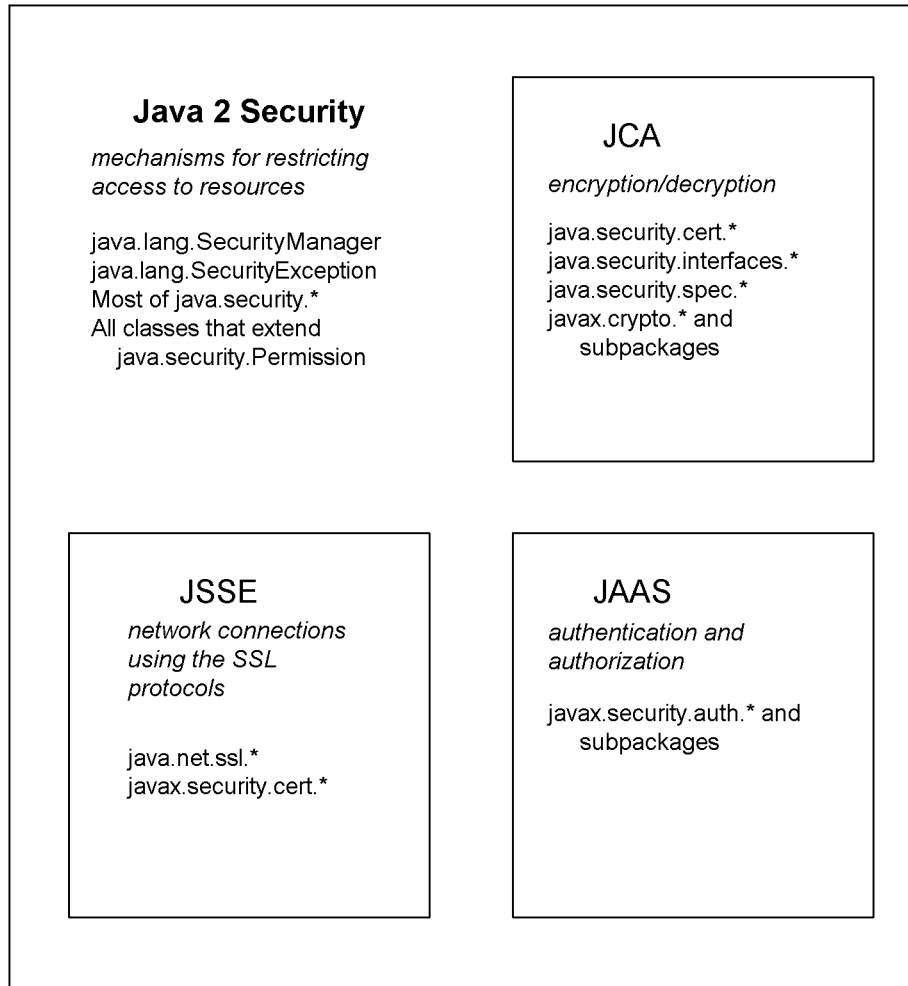 Java 2 Security
mechanisms for restricting
access to resources
java.lang.SecurityManager
java.lang.SecurityException
Most of java.security.*
All classes that extend
java.security.Permission
JCA
encryption/decryption
java.security.cert.*
java.security.interfaces.*
java.security.spec.*
javax.crypto.* and
subpackages
JSSE
network connections
using the SSL
protocols
java.net.ssl.*
javax.security.cert.*
JAAS
authentication and
authorization
javax.security.auth.* and
subpackages